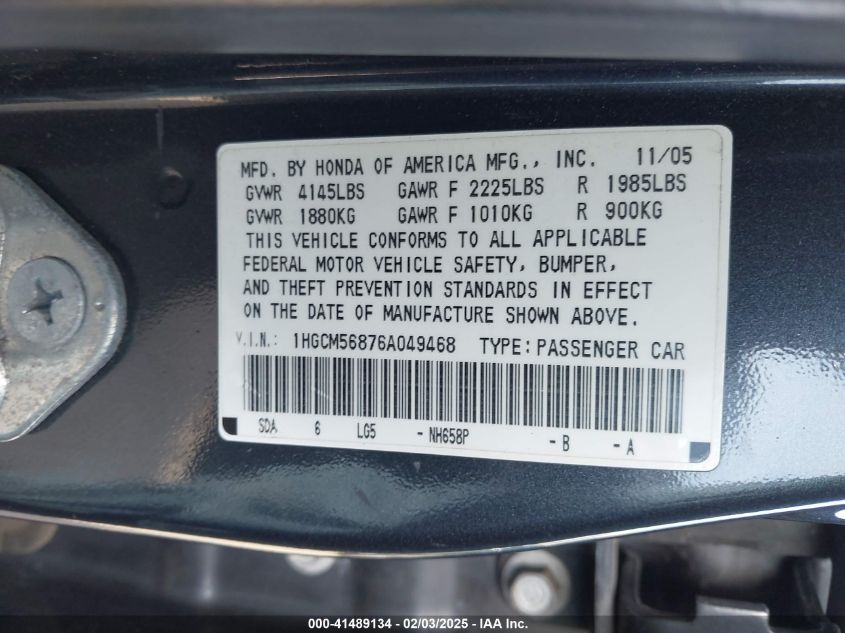 MFD. BY HONDA OF AMERICA MFG., INC. 11/05
GVWR 4145LBS GAWR F 2225LBS R 1985LBS
GVWR 1880KG GAWR F 1010KG R 900KG
THIS VEHICLE CONFORMS TO ALL APPLICABLE
FEDERAL MOTOR VEHICLE SAFETY, BUMPER,
AND THEFT PREVENTION STANDARDS IN EFFECT
ON THE DATE OF MANUFACTURE SHOWN ABOVE.
V.I.N.: 1HGCM56876A049468 TYPE: PASSENGER CAR
SDA 6 LG5 -NH658P -B -A
000-41489134 - 02/03/2025 - IAA Inc.